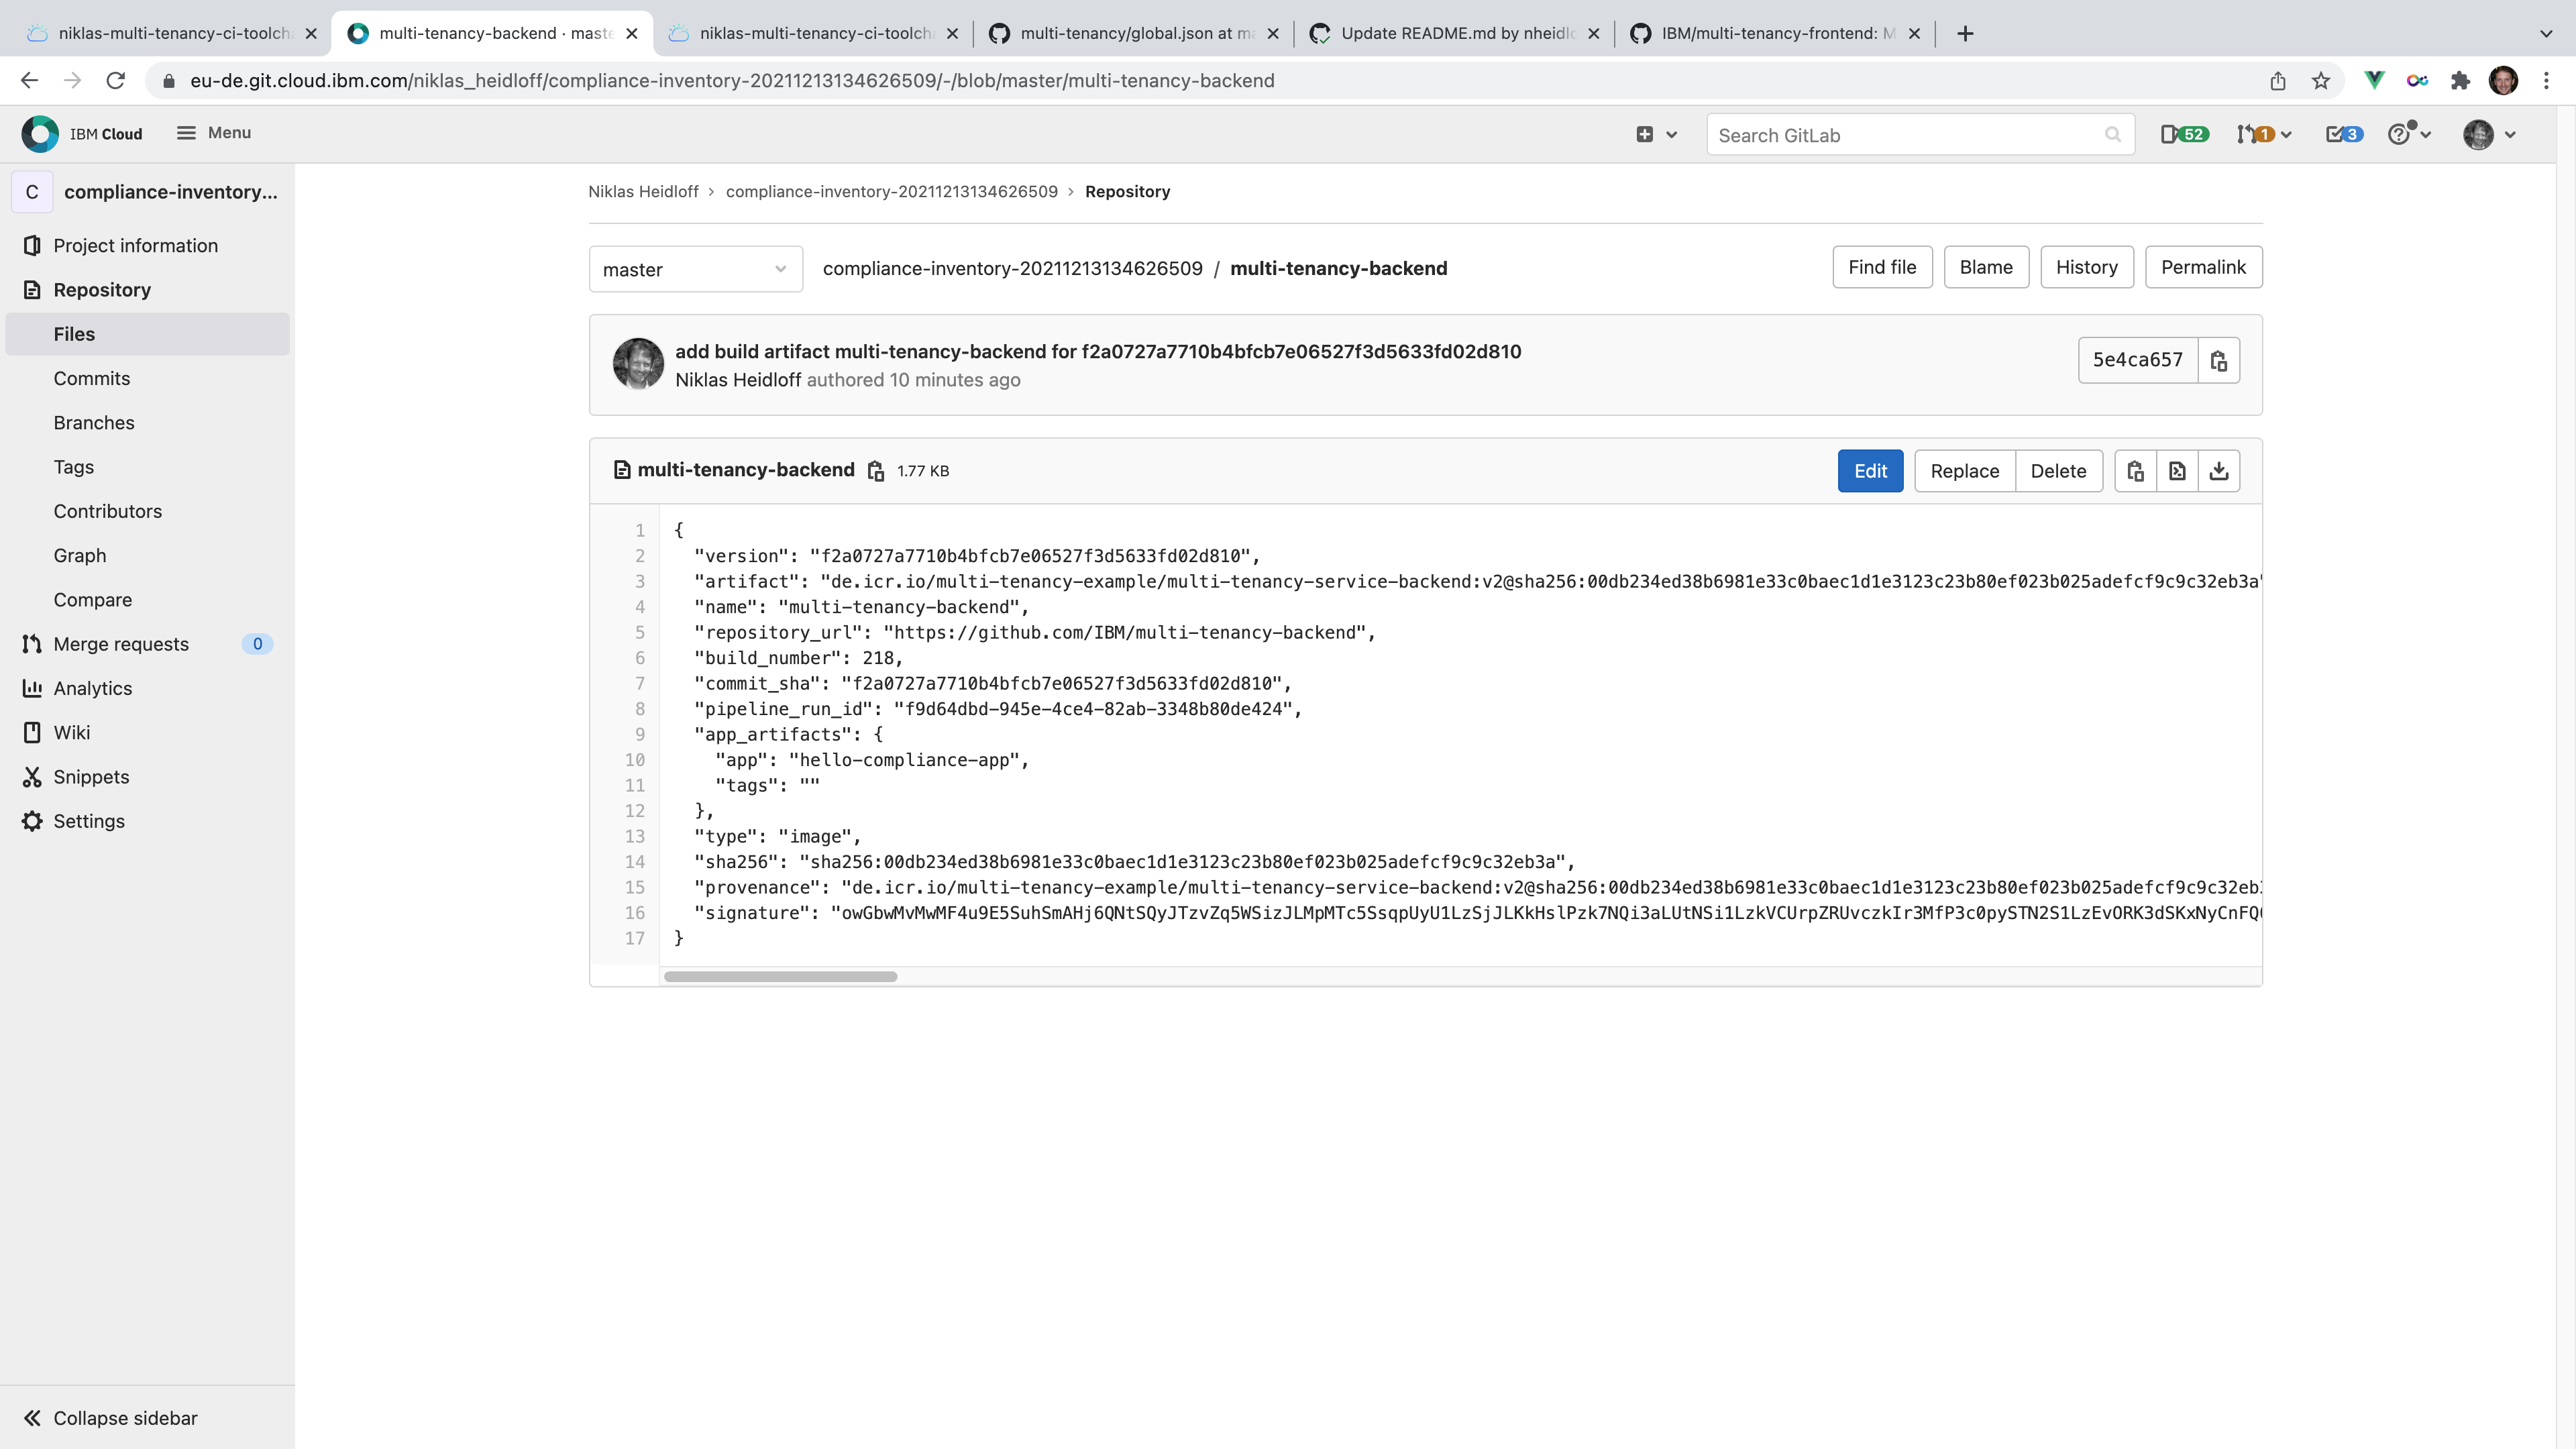 niklas-multi-tenancy-ci-toolch
multi-tenancy-backend · maste
niklas-multi-tenancy-ci-toolch
multi-tenancy/global.json at ma
Update README.md by nheidlo
IBM/multi-tenancy-frontend: M
eu-de.git.cloud.ibm.com/niklas_heidloff/compliance-inventory-20211213134626509/-/blob/master/multi-tenancy-backend
IBM Cloud
Menu
Search GitLab
52
1
3
C
compliance-inventory...
Project information
Repository
Files
Commits
Branches
Tags
Contributors
Graph
Compare
Merge requests 0
Analytics
Wiki
Snippets
Settings
Collapse sidebar
Niklas Heidloff > compliance-inventory-20211213134626509 > Repository
master
compliance-inventory-20211213134626509 / multi-tenancy-backend
Find file
Blame
History
Permalink
add build artifact multi-tenancy-backend for f2a0727a7710b4bfcb7e06527f3d5633fd02d810
Niklas Heidloff authored 10 minutes ago
5e4ca657
multi-tenancy-backend 1.77 KB
Edit
Replace
Delete
1 {
2 "version": "f2a0727a7710b4bfcb7e06527f3d5633fd02d810",
3 "artifact": "de.icr.io/multi-tenancy-example/multi-tenancy-service-backend:v2@sha256:00db234ed38b6981e33c0baec1d1e3123c23b80ef023b025adefcf9c9c32eb3a"
4 "name": "multi-tenancy-backend",
5 "repository_url": "https://github.com/IBM/multi-tenancy-backend",
6 "build_number": 218,
7 "commit_sha": "f2a0727a7710b4bfcb7e06527f3d5633fd02d810",
8 "pipeline_run_id": "f9d64dbd-945e-4ce4-82ab-3348b80de424",
9 "app_artifacts": {
10 "app": "hello-compliance-app",
11 "tags": ""
12 },
13 "type": "image",
14 "sha256": "sha256:00db234ed38b6981e33c0baec1d1e3123c23b80ef023b025adefcf9c9c32eb3a",
15 "provenance": "de.icr.io/multi-tenancy-example/multi-tenancy-service-backend:v2@sha256:00db234ed38b6981e33c0baec1d1e3123c23b80ef023b025adefcf9c9c32eb
16 "signature": "owGbwMvMwMF4u9E5SuhSmAHj6QNtSQyJTzvZq5WSizJLMpMTc5SsqpUyU1LzSjJLKkHslPzk7NQi3aLUtNSi1LzkVCUrpZRUvczkIr3MfP3c0pySTN2S1LzEvORK3dSKxNyCnFQ
17 }